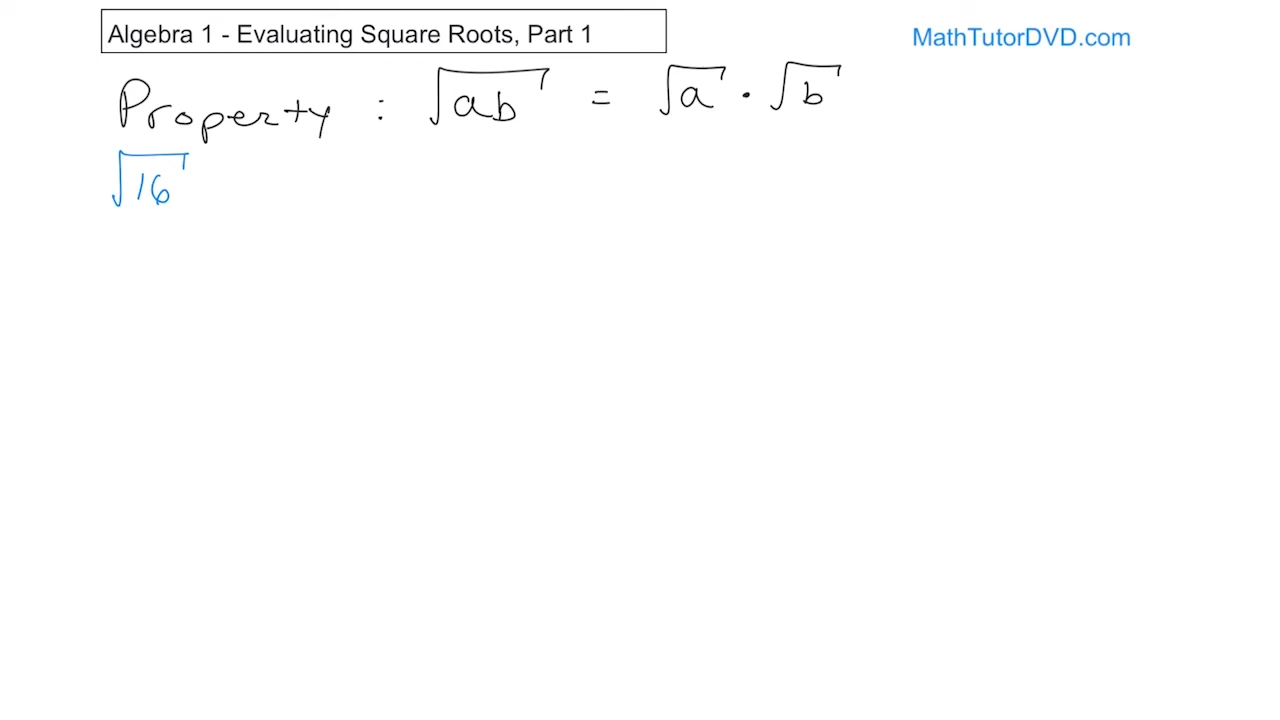 Algebra 1 - Evaluating Square Roots, Part 1
MathTutorDVD.com
Property : √ab = √a · √b
√16